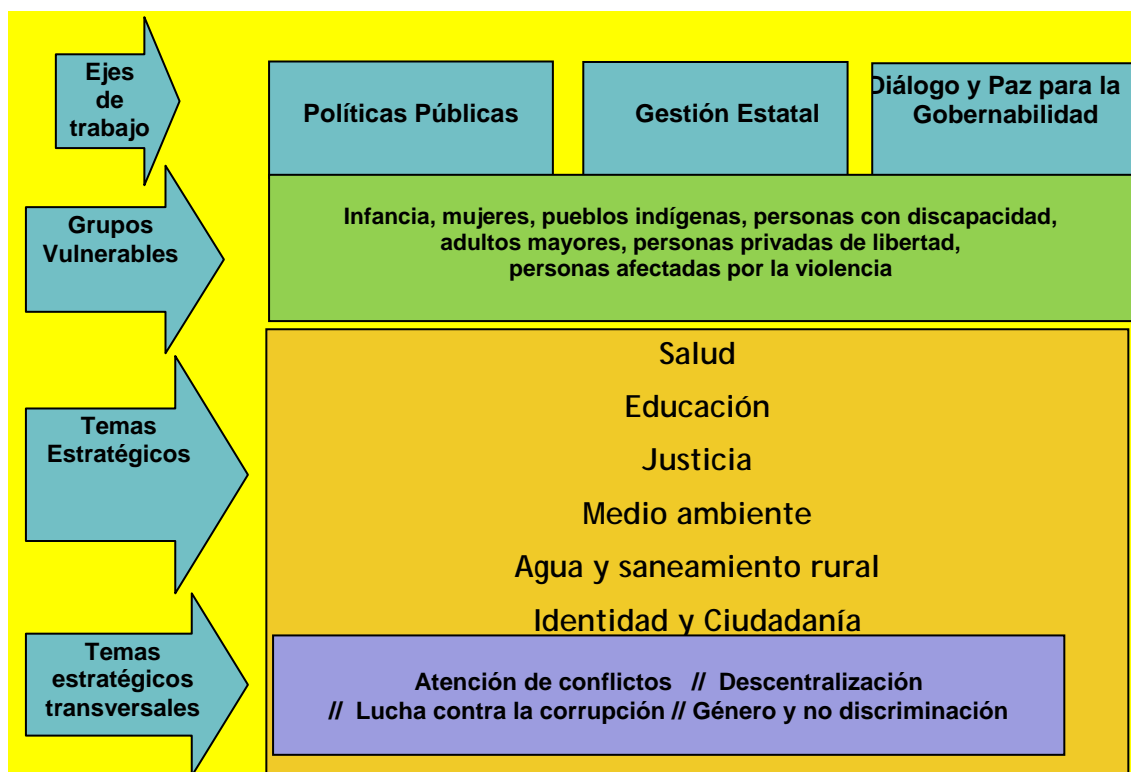 Ejes
de
trabajo
Políticas Públicas
Gestión Estatal
Diálogo y Paz para la
Gobernabilidad
Grupos
Vulnerables
Infancia, mujeres, pueblos indígenas, personas con discapacidad,
adultos mayores, personas privadas de libertad,
personas afectadas por la violencia
Temas
Estratégicos
Salud
Educación
Justicia
Medio ambiente
Agua y saneamiento rural
Identidad y Ciudadanía
Temas
estratégicos
transversales
Atención de conflictos // Descentralización
// Lucha contra la corrupción // Género y no discriminación